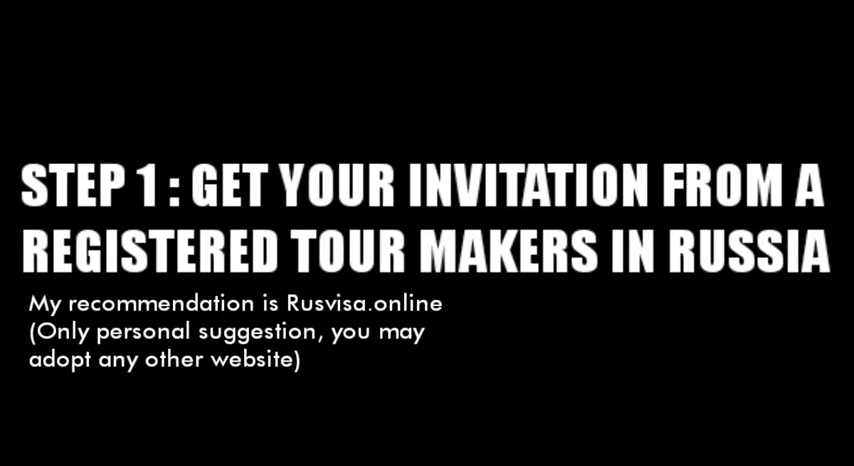 STEP 1 : GET YOUR INVITATION FROM A
REGISTERED TOUR MAKERS IN RUSSIA
My recommendation is Rusvisa.online
(Only personal suggestion, you may
adopt any other website)